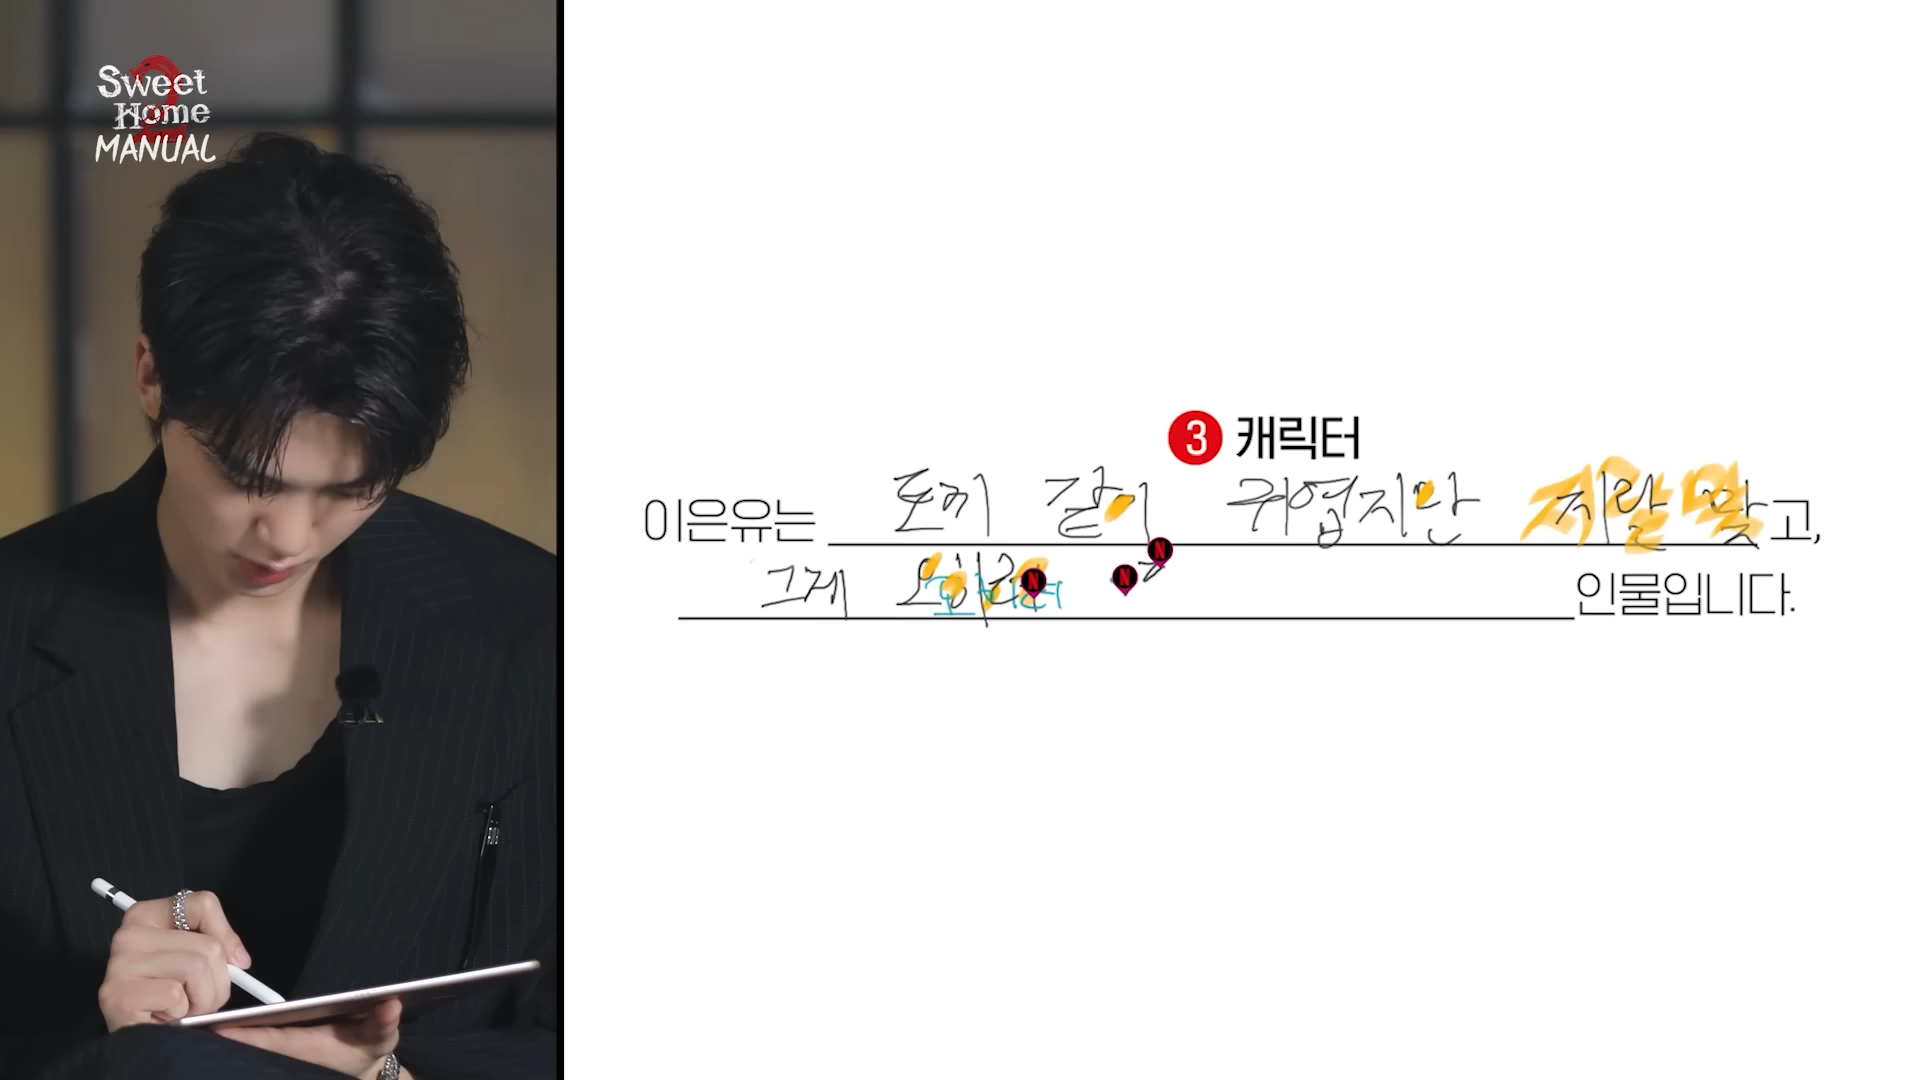 Sweet
Home
2
MANUAL
3 캐릭터
이은유는 토끼 같이 귀엽지만 지랄 맞고,
그게 오히려
인물입니다.